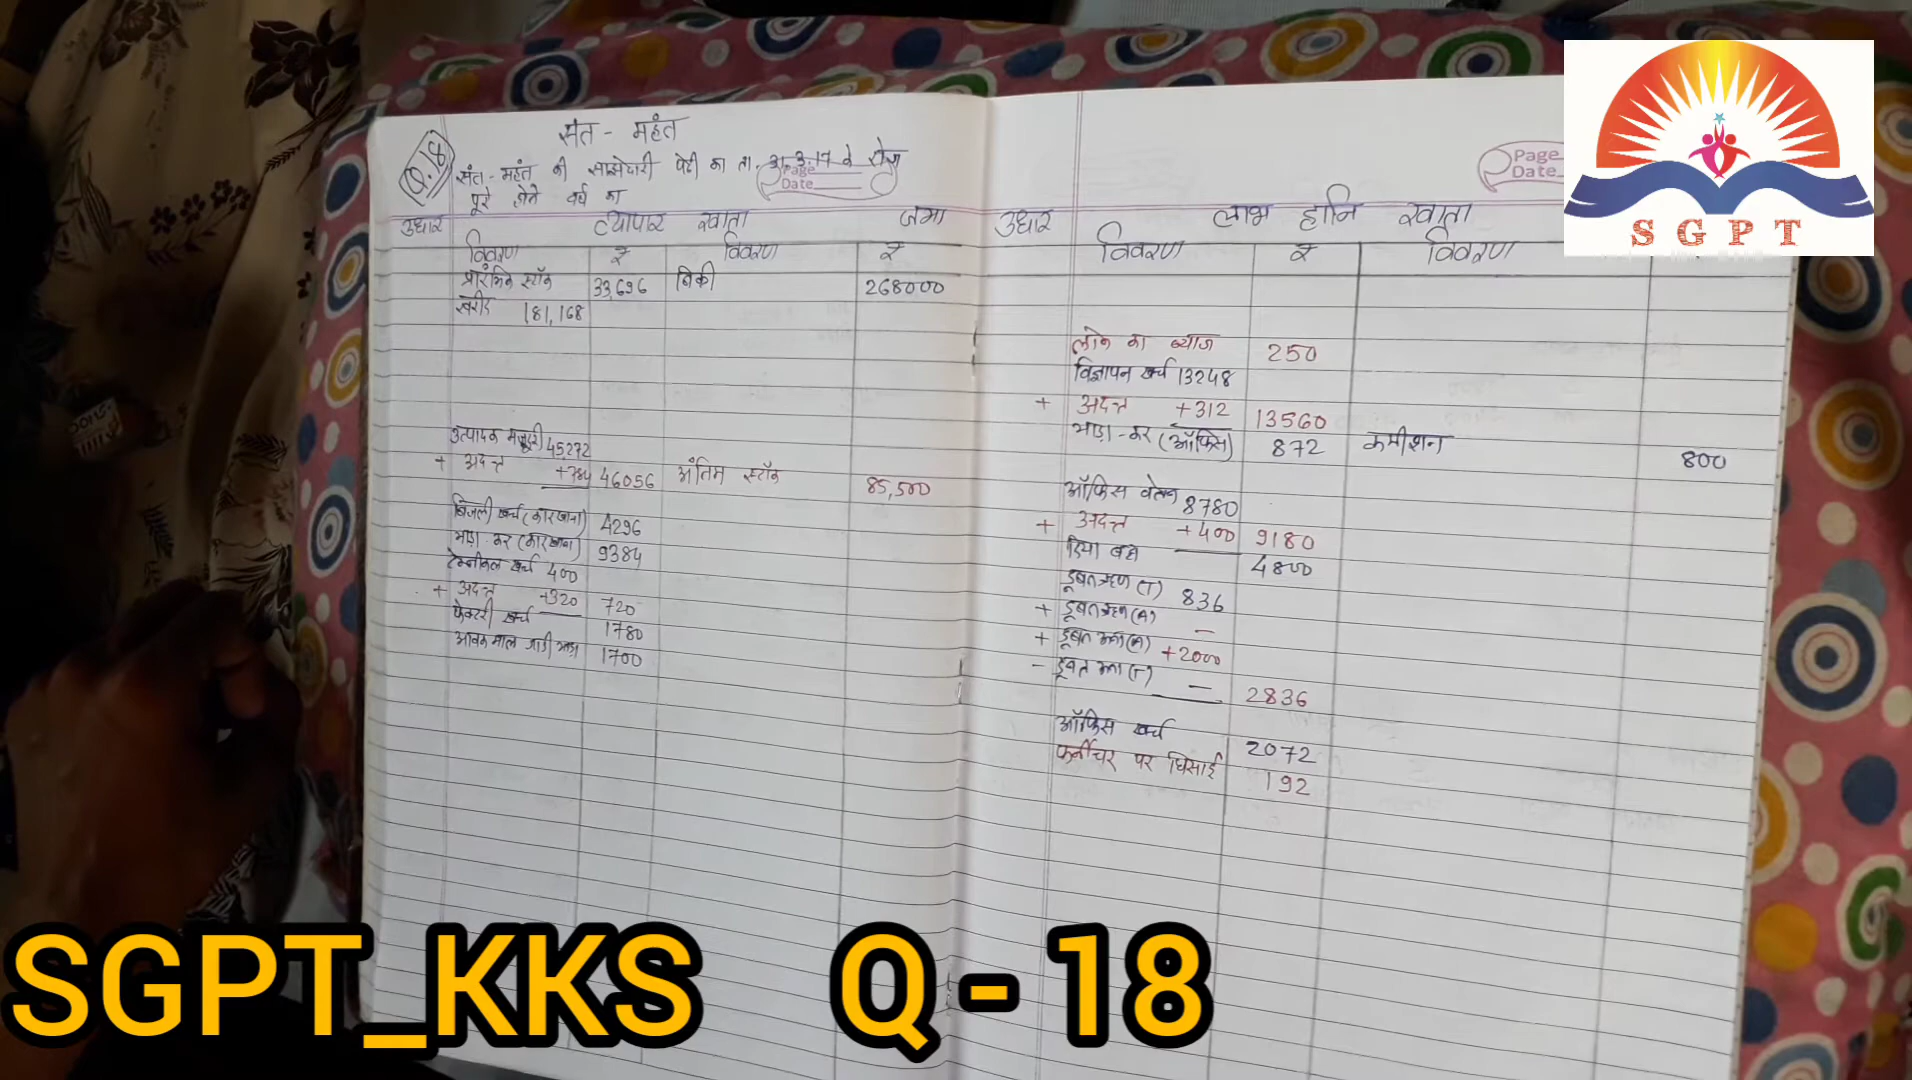 Q.18
संत - महंत
संत - महंत की साझेदारी पेढी का ता. 31.3.17 के रोज
पूरे होने वर्ष का
Page
Date
उधार व्यापार खाता जमा
विवरण ₹ विवरण ₹
प्रारंभिक स्टॉक 33,696 बिक्री 268000
खरीद 181,168
उत्पादक मजदूरी 45272
+ अदत्त +784 46056 अंतिम स्टॉक 85,500
बिजली खर्च (कारखाना) 4296
भाड़ा-कर (कारखाना) 9384
टेक्नीकल खर्च 400
+ अदत्त +320 720
फेक्टरी खर्च 1780
आवक माल गाडी भाड़ा 1700
Page
Date
उधार लाभ हानि खाता
विवरण ₹ विवरण
लोन का ब्याज 250
विज्ञापन खर्च 13248
+ अदत्त +312 13560
भाड़ा-कर (ऑफिस) 872 कमीशन 800
ऑफिस वेतन 8780
+ अदत्त +400 9180
दिया बट्टा 4800
डूबत ऋण (T) 836
+ डूबत ऋण (A) -
+ डूबत अना (A) +2000
- डूबत अना (T) - 2836
ऑफिस खर्च 2072
फर्नीचर पर घिसाई 192
SGPT
SGPT_KKS Q-18